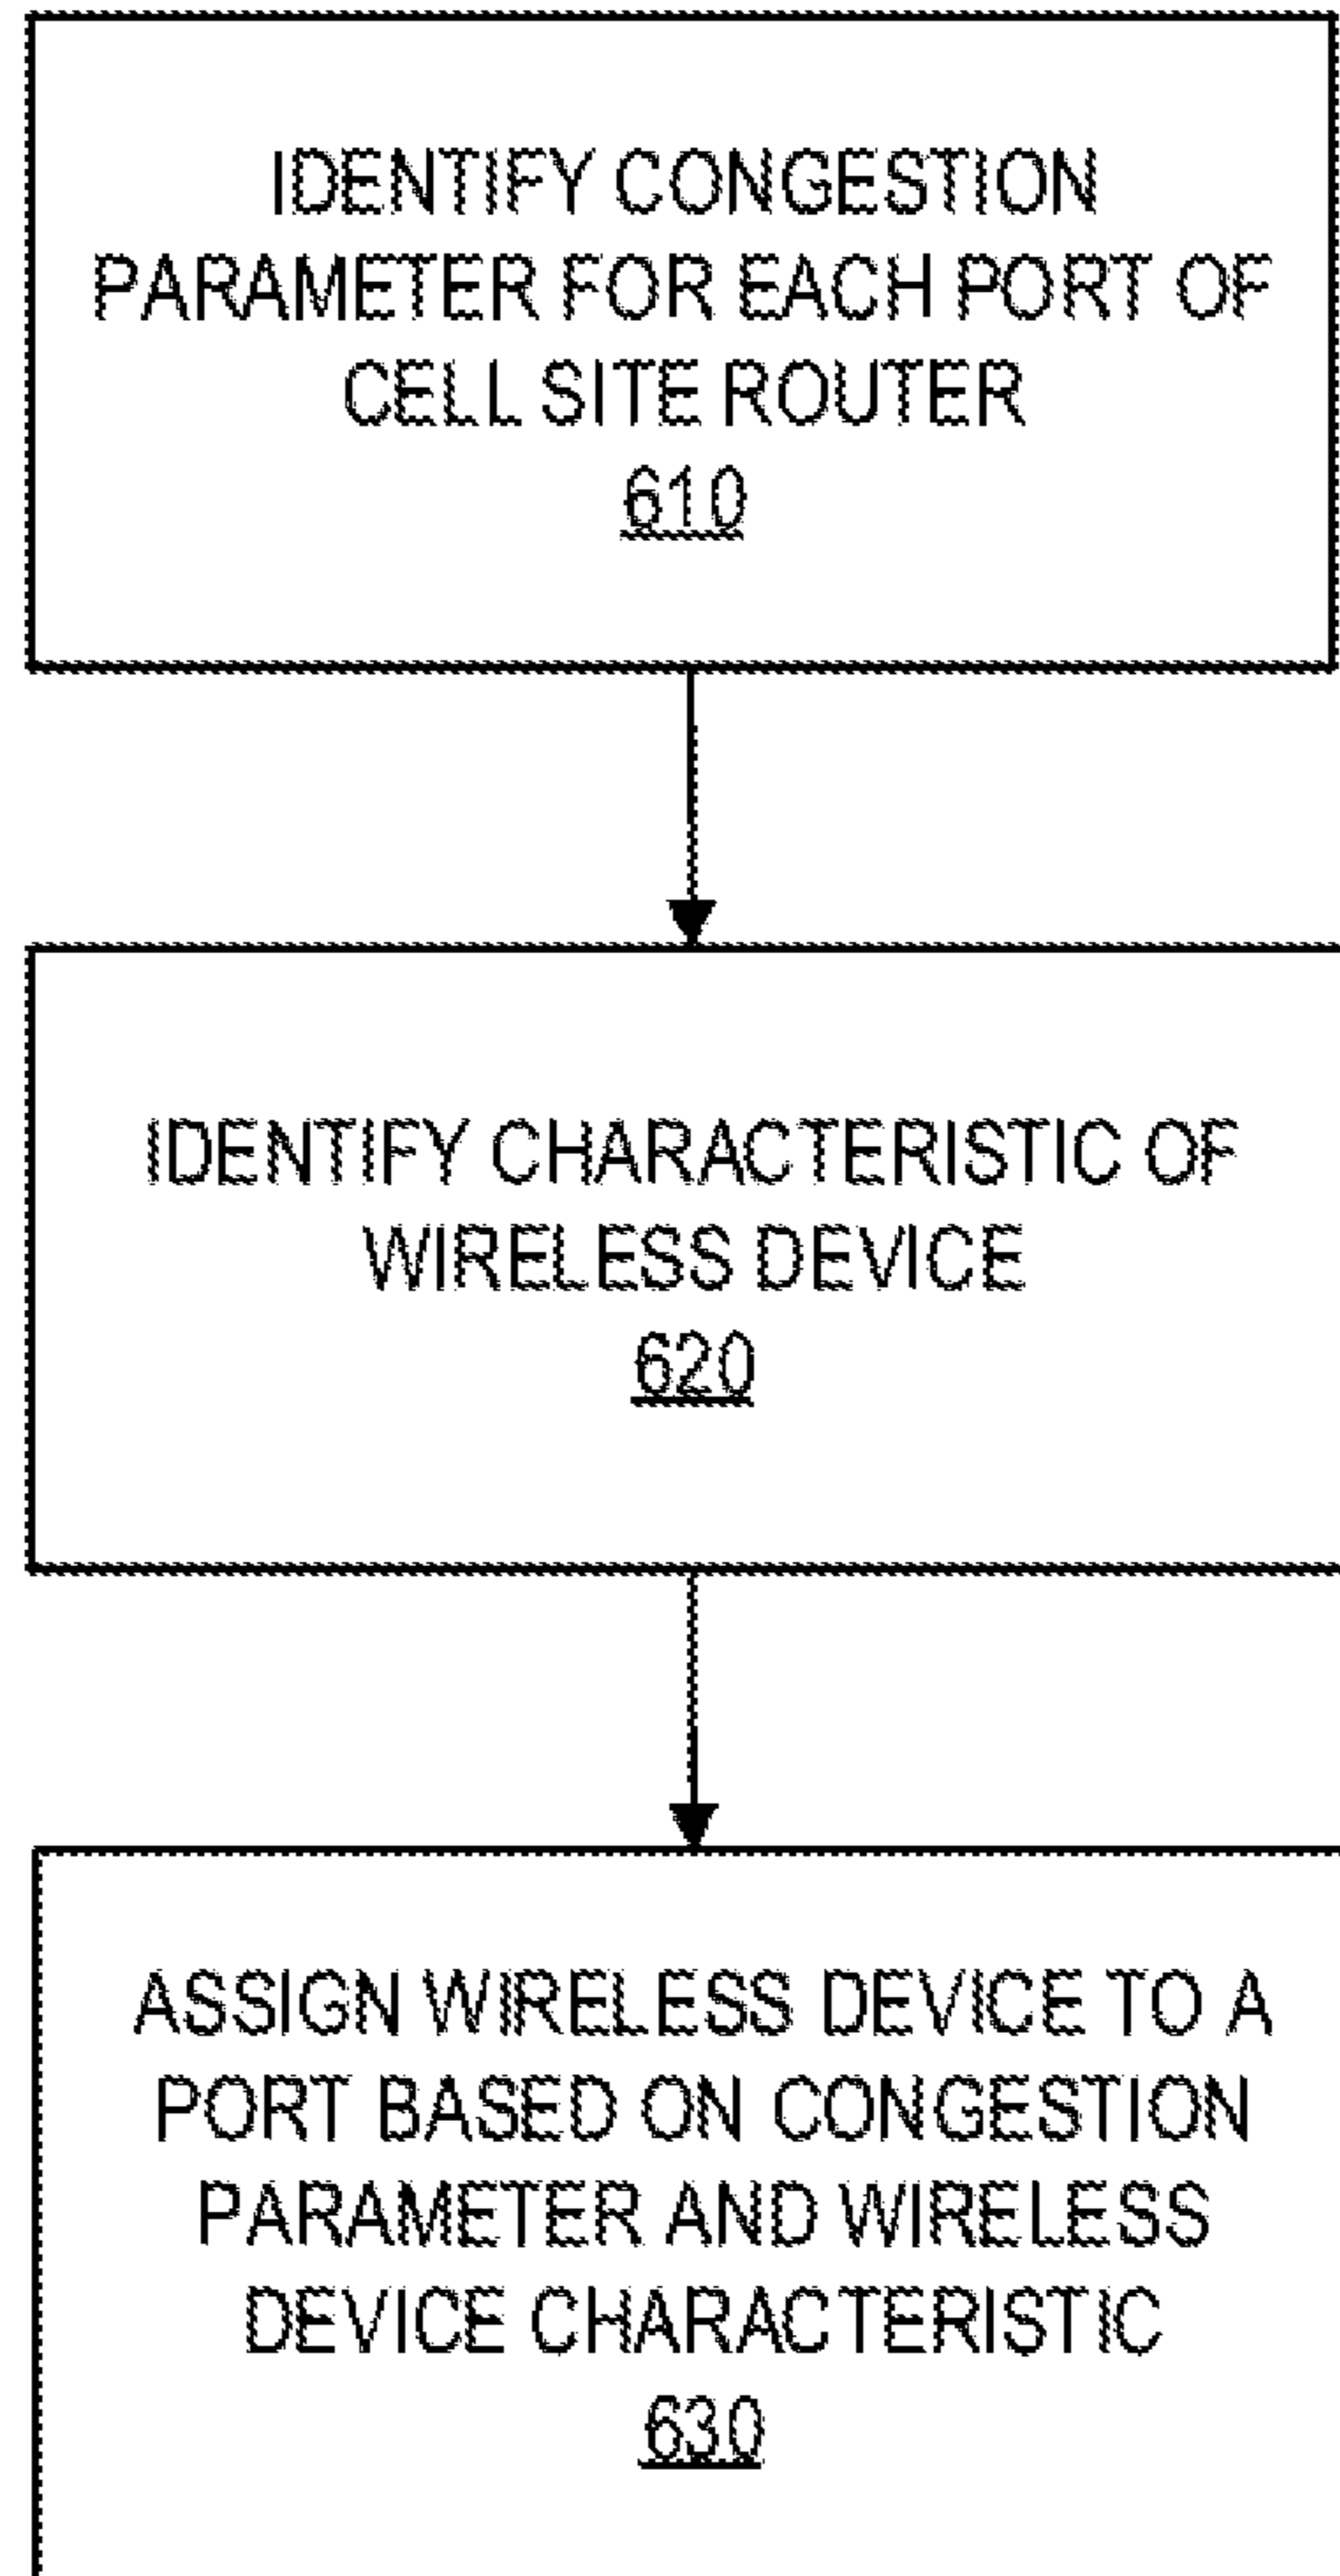 IDENTIFY CONGESTION
PARAMETER FOR EACH PORT OF
CELL SITE ROUTER
610
IDENTIFY CHARACTERISTIC OF
WIRELESS DEVICE
620
ASSIGN WIRELESS DEVICE TO A
PORT BASED ON CONGESTION
PARAMETER AND WIRELESS
DEVICE CHARACTERISTIC
630